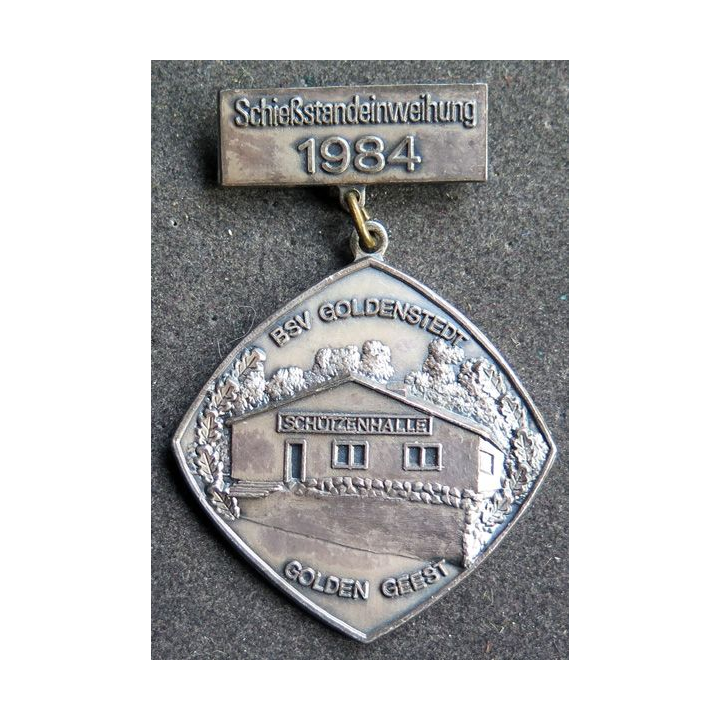 Schießstandeinweihung
1984
BSV GOLDENSTEDT
SCHÜTZENHALLE
GOLDEN GEEST